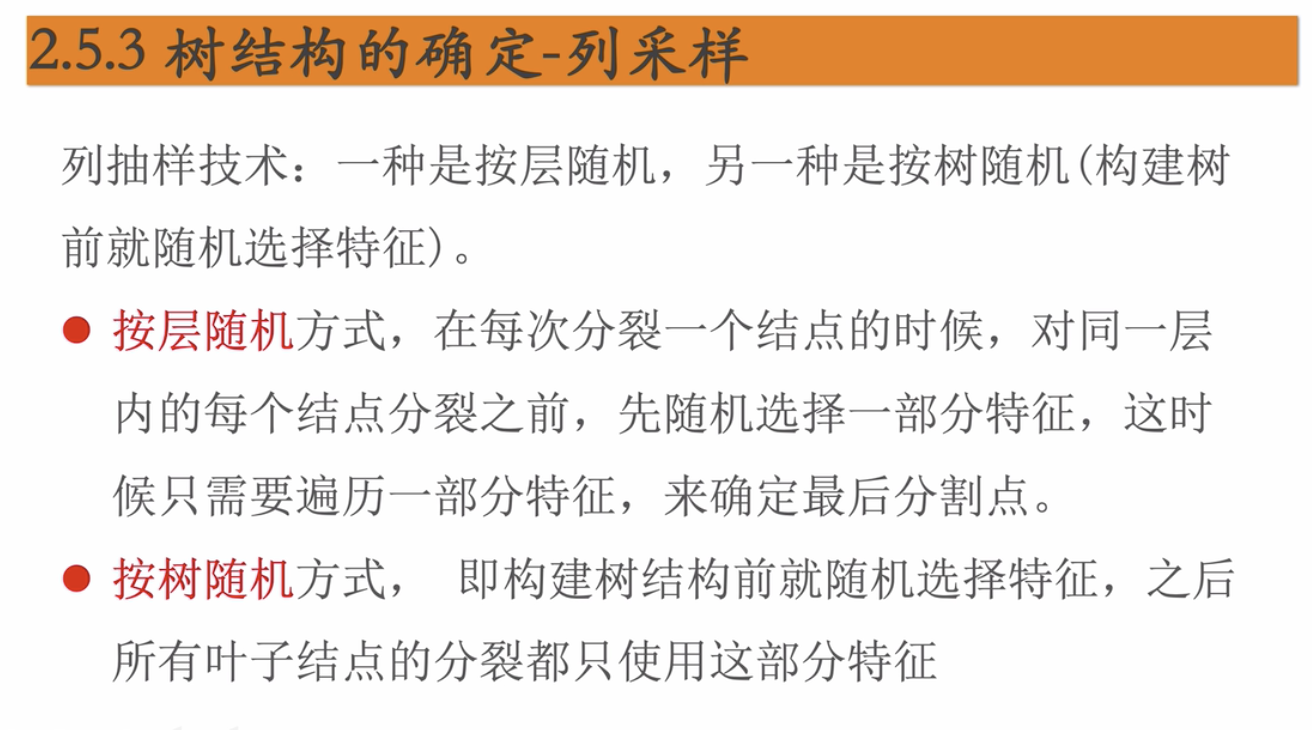 2.5.3 树结构的确定-列采样
列抽样技术：一种是按层随机，另一种是按树随机(构建树
前就随机选择特征)。
● 按层随机方式，在每次分裂一个结点的时候，对同一层
内的每个结点分裂之前，先随机选择一部分特征，这时
候只需要遍历一部分特征，来确定最后分割点。
● 按树随机方式， 即构建树结构前就随机选择特征，之后
所有叶子结点的分裂都只使用这部分特征